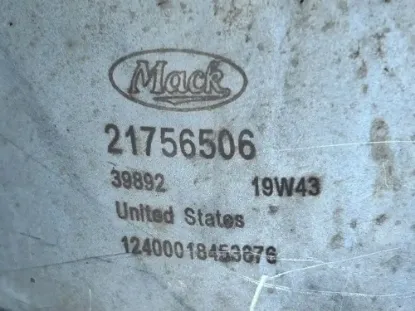 Mack
21756506
39892 19W43
United States
12400018453876